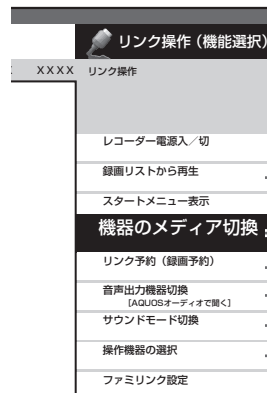 リンク操作（機能選択）
XXXX リンク操作
レコーダー電源入／切
録画リストから再生
スタートメニュー表示
機器のメディア切換
リンク予約（録画予約）
音声出力機器切換
［AQUOSオーディオで聞く］
サウンドモード切換
操作機器の選択
ファミリンク設定